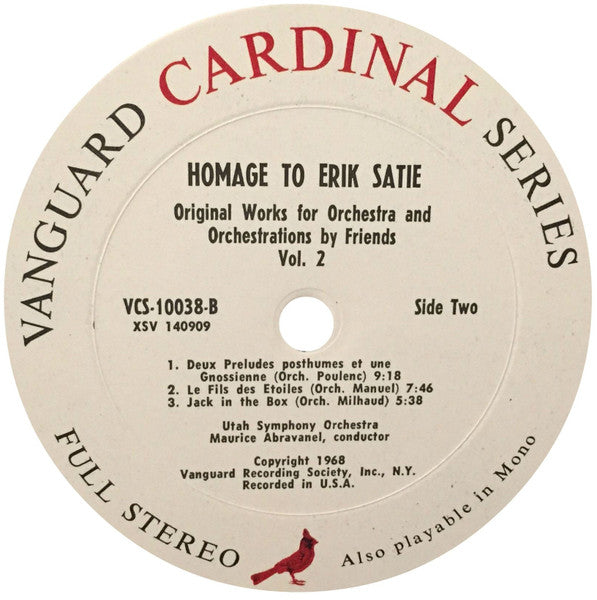 VANGUARD CARDINAL SERIES
HOMAGE TO ERIK SATIE
Original Works for Orchestra and
Orchestrations by Friends
Vol. 2
VCS-10038-B
XSV 140909
Side Two
1. Deux Preludes posthumes et une
Gnossienne (Orch. Poulenc) 9:18
2. Le Fils des Etoiles (Orch. Manuel) 7:46
3. Jack in the Box (Orch. Milhaud) 5:38
Utah Symphony Orchestra
Maurice Abravanel, conductor
Copyright 1968
Vanguard Recording Society, Inc., N.Y.
Recorded in U.S.A.
FULL STEREO
Also playable in Mono